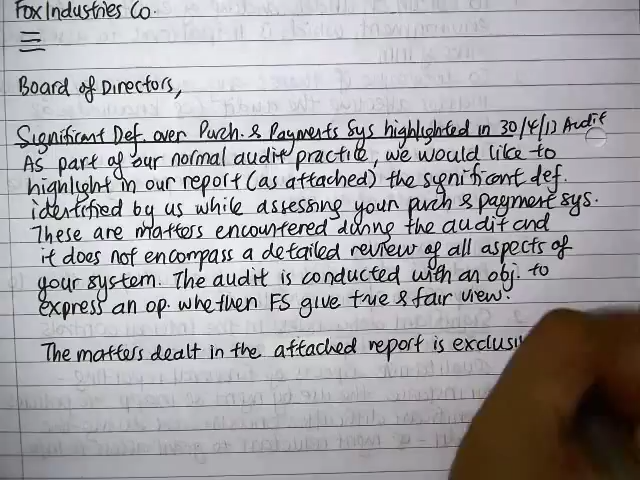 Fox Industries Co.
Board of Directors,
Significant Def. over Purch. & Payments Sys highlighted in 30/4/13 Audit
As part of our normal audit practice, we would like to
highlight in our report (as attached) the significant def.
identified by us while assessing your purch & payment sys.
These are matters encountered during the audit and
it does not encompass a detailed review of all aspects of
your system. The audit is conducted with an obj. to
express an op. whether FS give true & fair view.
The matters dealt in the attached report is exclusiv